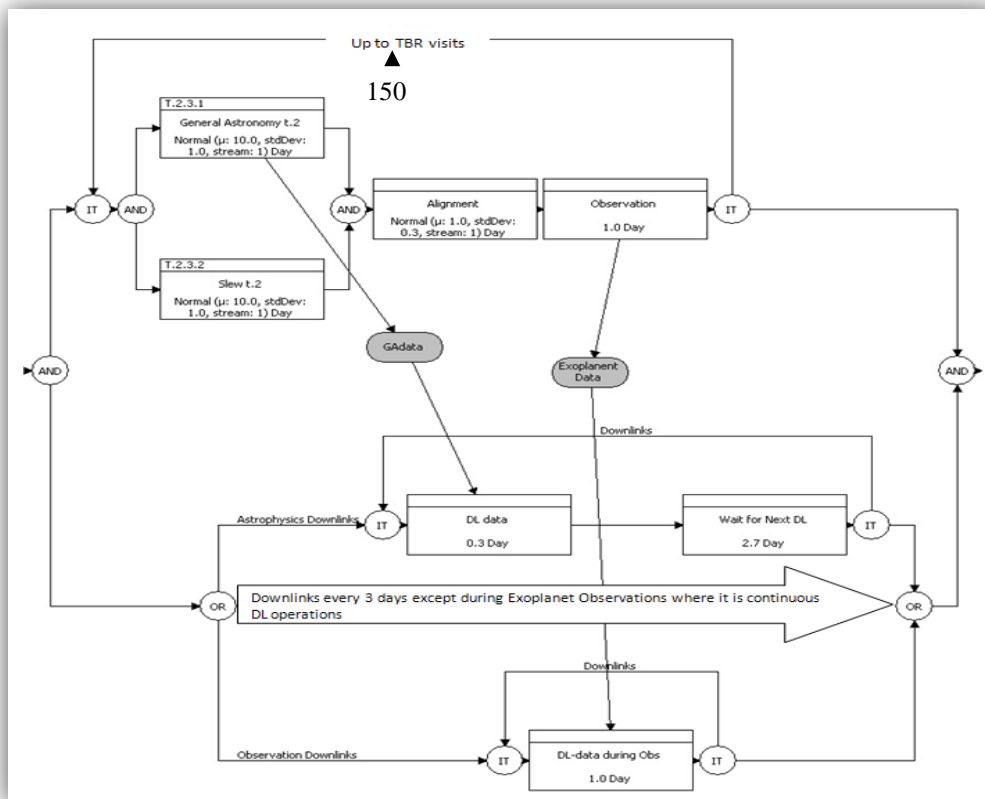 Up to TBR visits
150
T.2.3.1
General Astronomy t.2
Normal (μ: 10.0, stdDev:
1.0, stream: 1) Day
IT
AND
AND
Alignment
Normal (μ: 1.0, stdDev:
0.3, stream: 1) Day
Observation
1.0 Day
IT
T.2.3.2
Slew t.2
Normal (μ: 10.0, stdDev:
1.0, stream: 1) Day
GAdata
Exoplanent
Data
AND
AND
Downlinks
Astrophysics Downlinks
IT
DL data
0.3 Day
Wait for Next DL
2.7 Day
IT
OR
Downlinks every 3 days except during Exoplanet Observations where it is continuous
DL operations
OR
Downlinks
Observation Downlinks
IT
DL-data during Obs
1.0 Day
IT